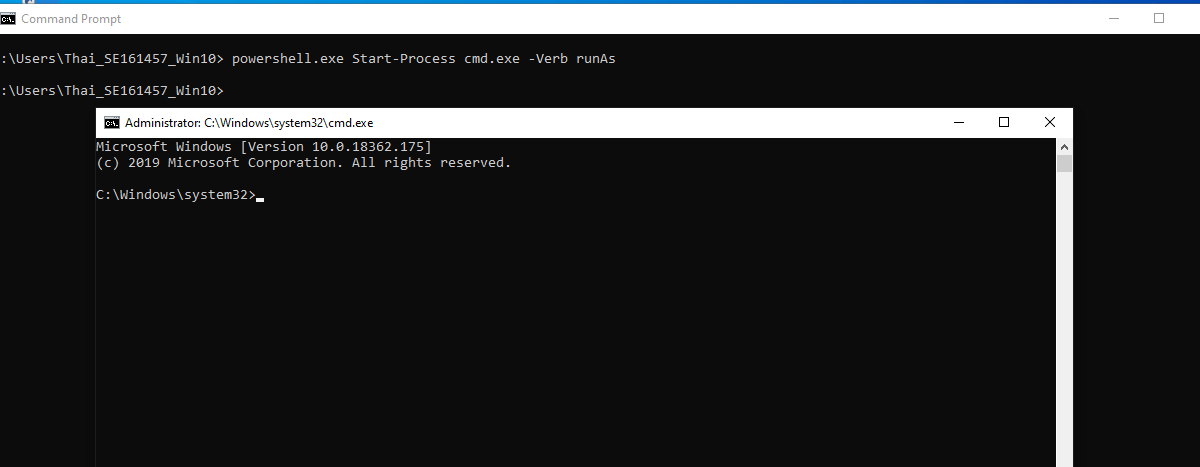 Command Prompt
:\Users\Thai_SE161457_Win10> powershell.exe Start-Process cmd.exe -Verb runAs
:\Users\Thai_SE161457_Win10>
Administrator: C:\Windows\system32\cmd.exe
Microsoft Windows [Version 10.0.18362.175]
(c) 2019 Microsoft Corporation. All rights reserved.
C:\Windows\system32>